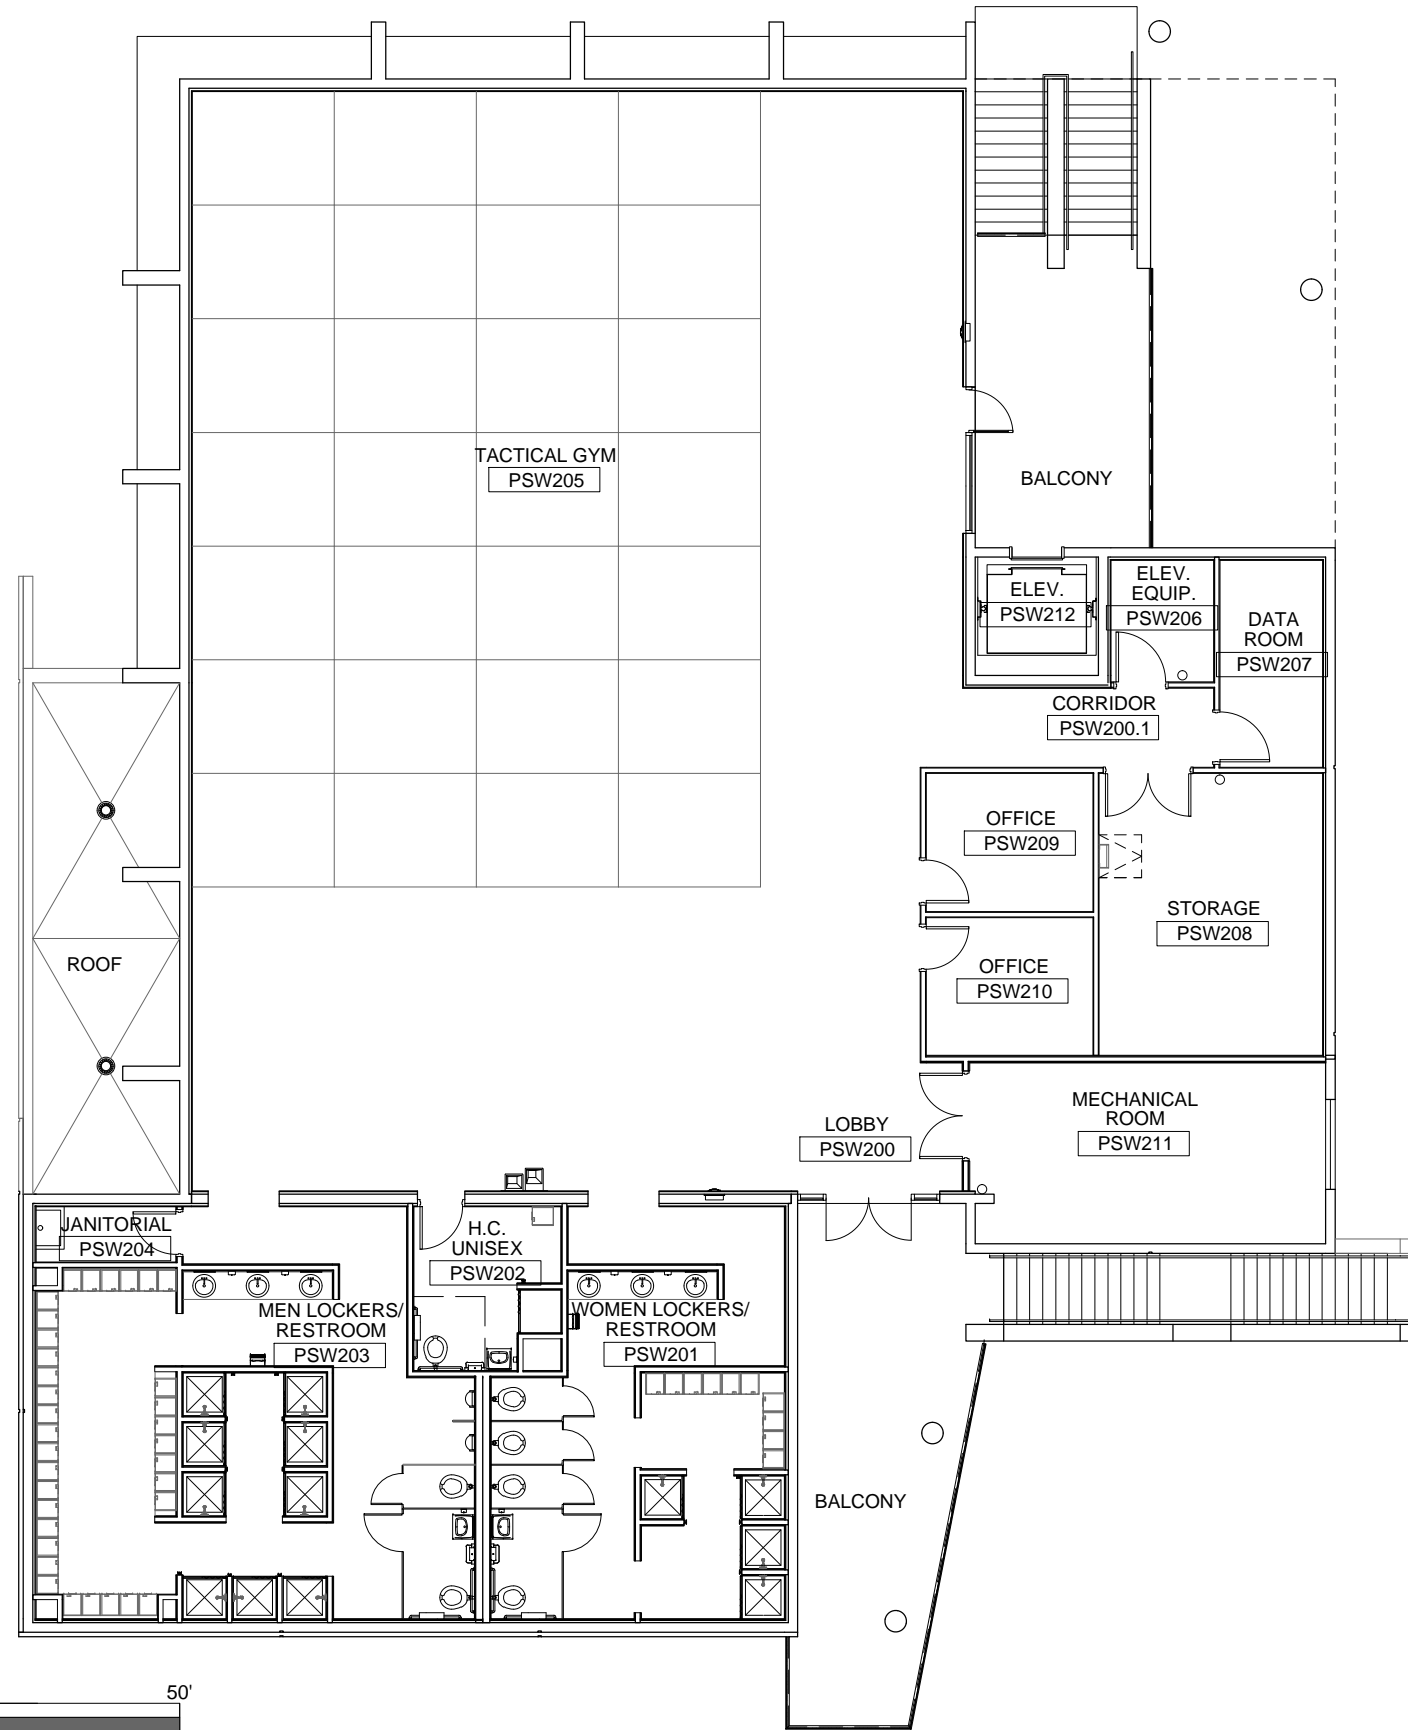 TACTICAL GYM
PSW205
BALCONY
ELEV.
PSW212
ELEV.
EQUIP.
PSW206
DATA
ROOM
PSW207
CORRIDOR
PSW200.1
OFFICE
PSW209
STORAGE
PSW208
ROOF
OFFICE
PSW210
MECHANICAL
ROOM
PSW211
LOBBY
PSW200
JANITORIAL
PSW204
H.C.
UNISEX
PSW202
MEN LOCKERS/
RESTROOM
PSW203
WOMEN LOCKERS/
RESTROOM
PSW201
BALCONY
50'